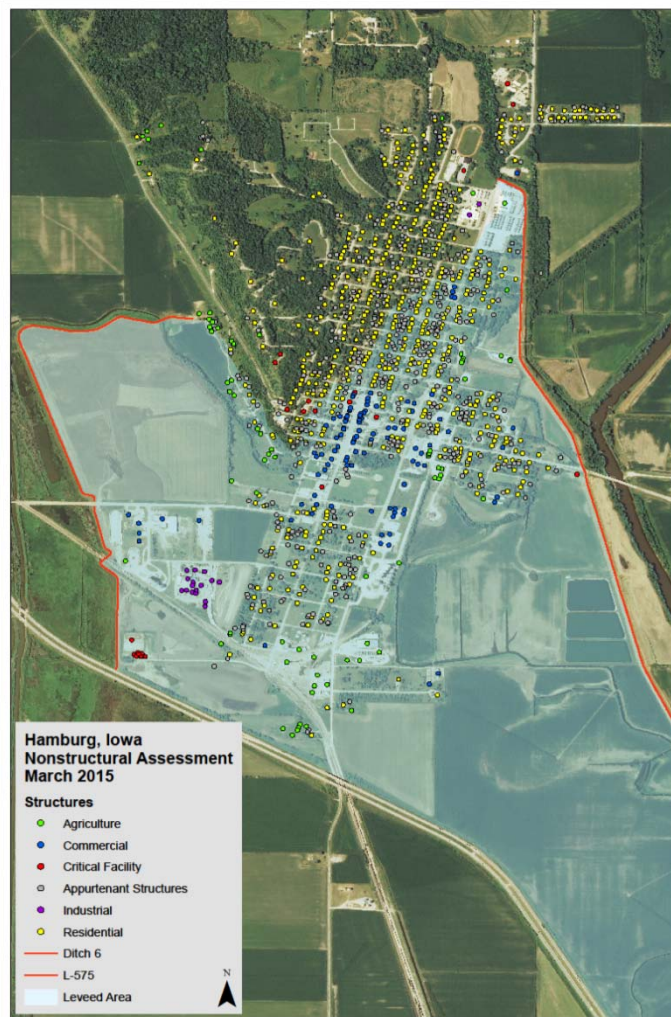 Hamburg, Iowa
Nonstructural Assessment
March 2015
Structures
Agriculture
Commercial
Critical Facility
Appurtenant Structures
Industrial
Residential
Ditch 6
L-575
Leveed Area
N